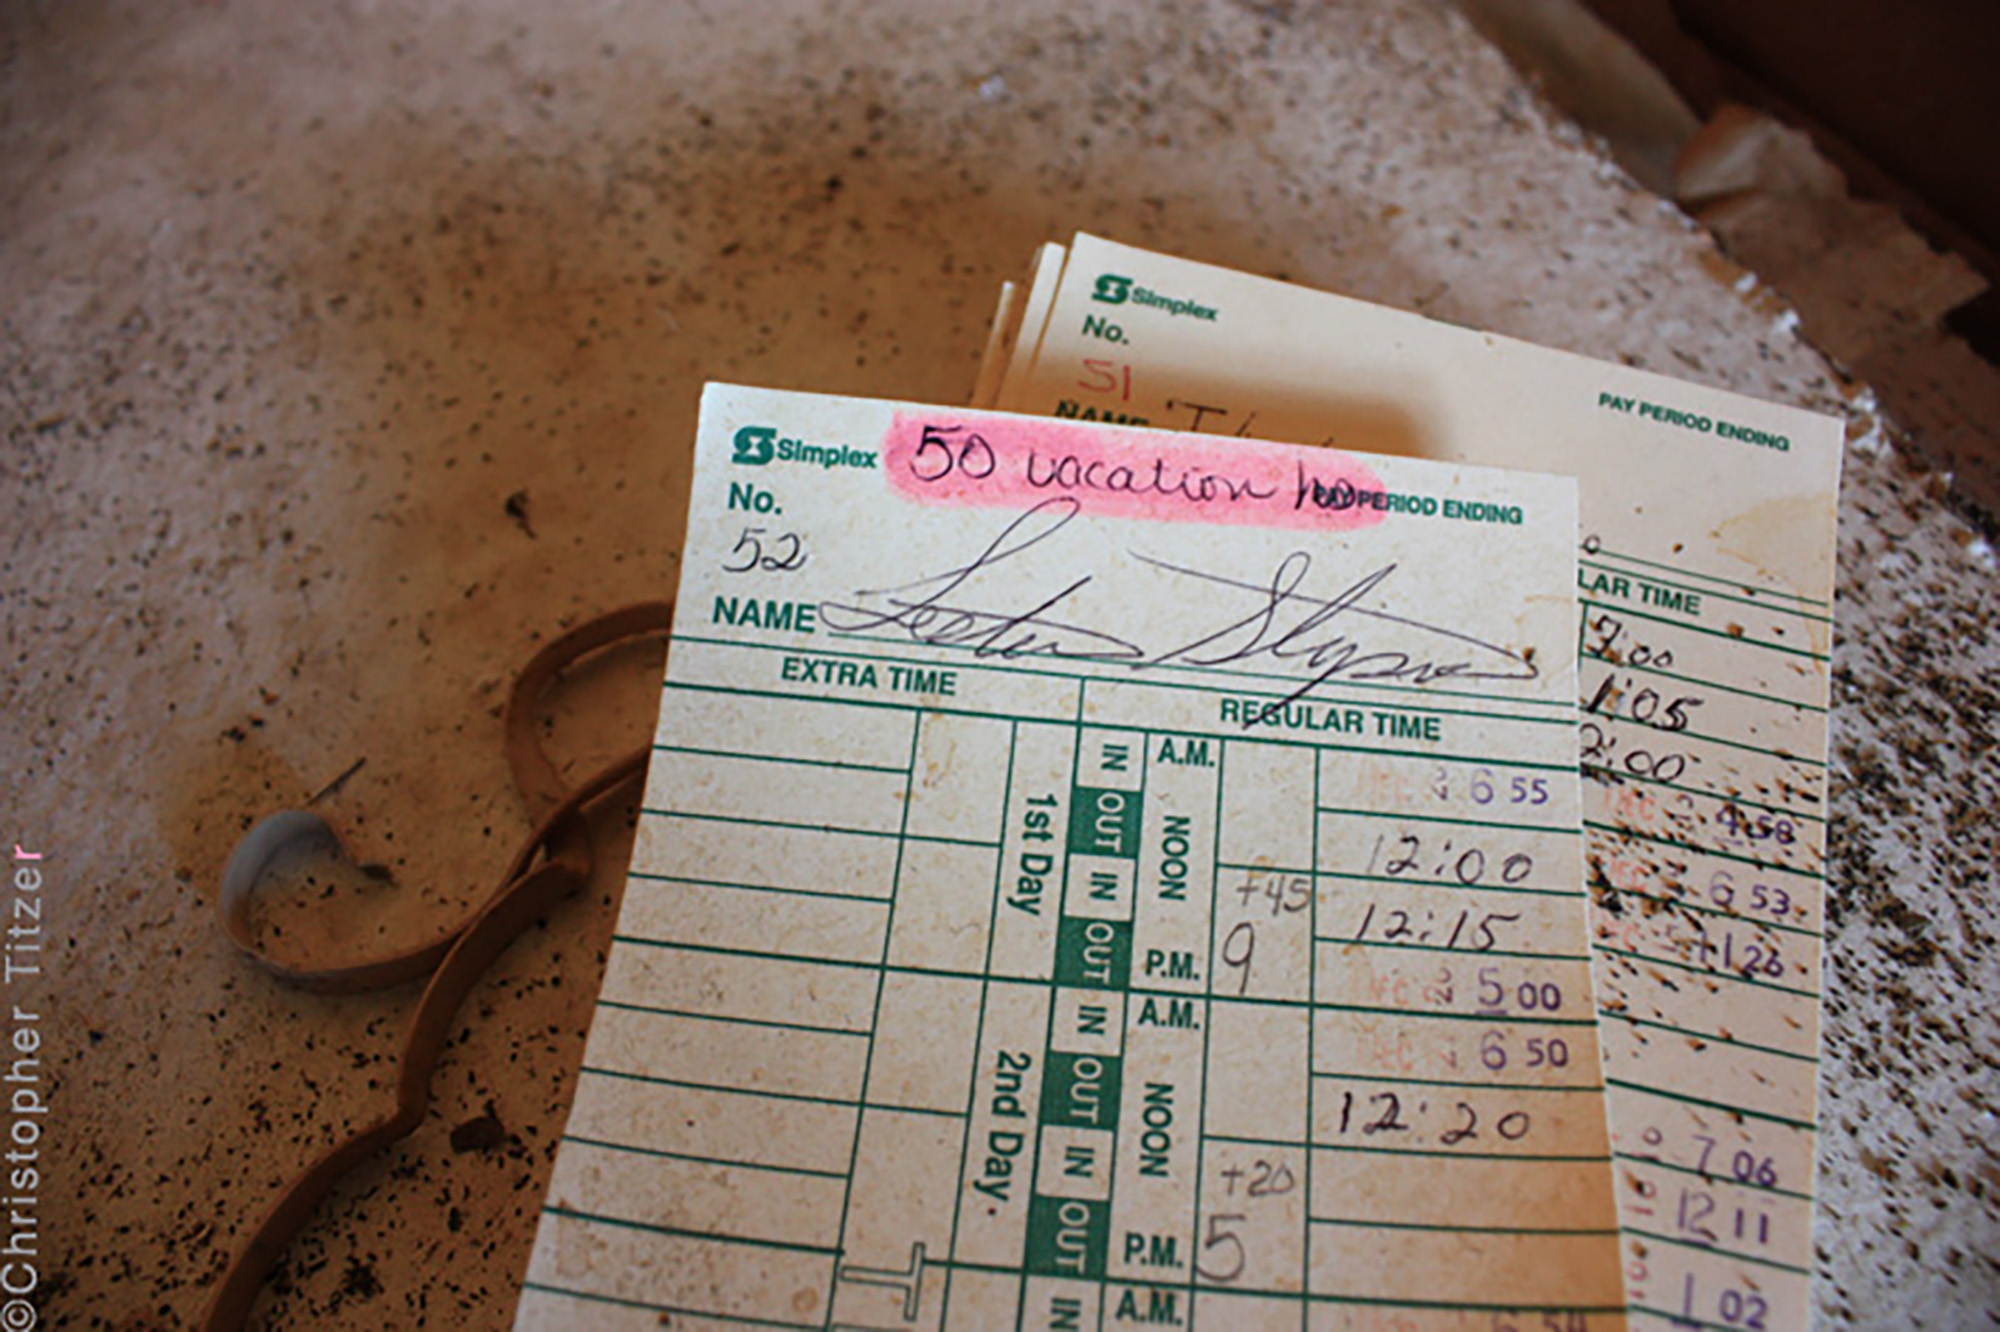 Simplex
No.
51
NAME
PAY PERIOD ENDING
LAR TIME
7:00
1:05
2:00
4 58
6 53
11 26
7 06
12 11
1 02
Simplex 50 vacation PAY PERIOD ENDING
No.
52
NAME
EXTRA TIME
REGULAR TIME
1st Day
IN
OUT
IN
OUT
A.M.
NOON
P.M.
6 55
12:00
+45
12:15
9
5 00
2nd Day.
IN
OUT
IN
OUT
A.M.
NOON
P.M.
6 50
12:20
+20
5
IN
A.M.
©Christopher Titzer